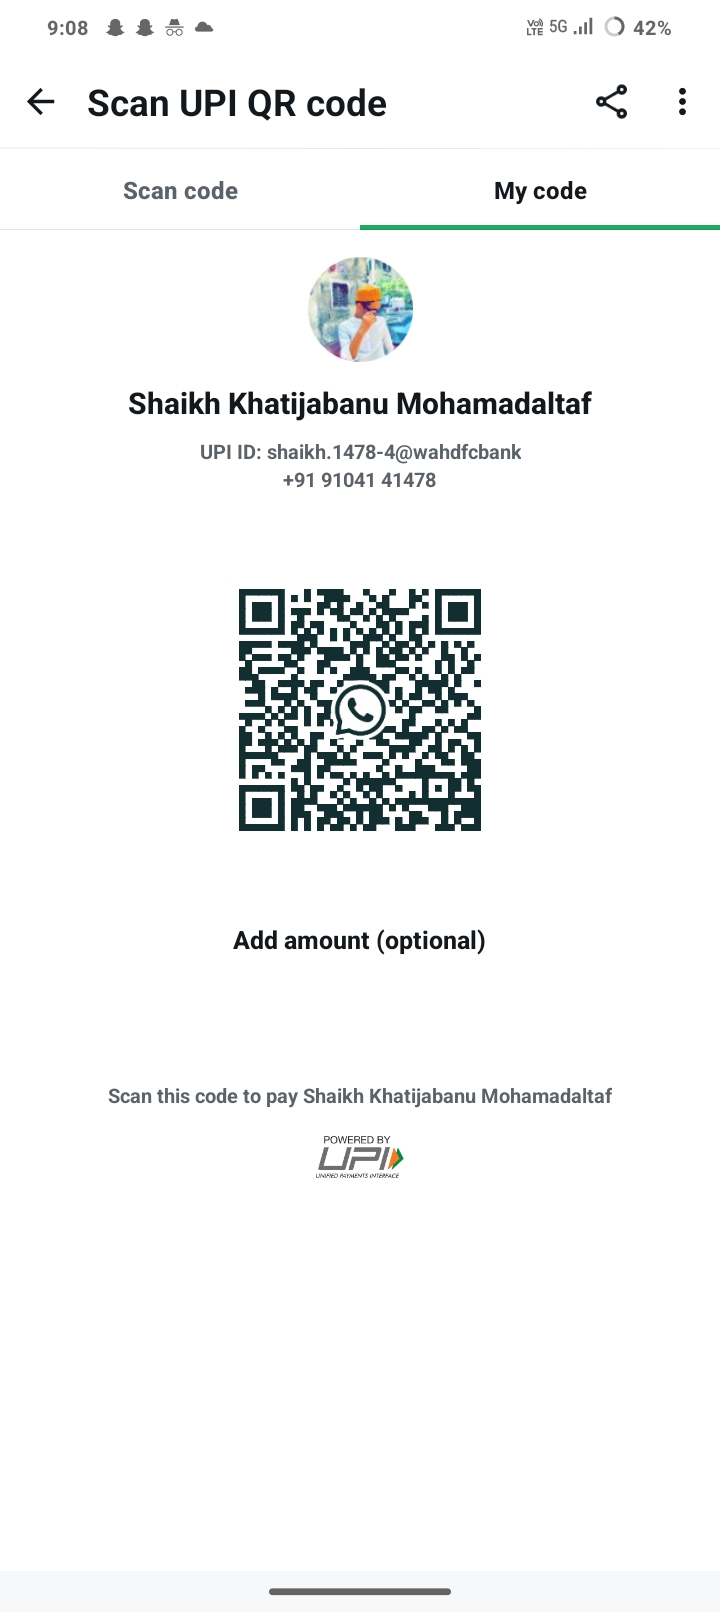 9:08 Vo) LTE 5G 42%
Scan UPI QR code
Scan code My code
Shaikh Khatijabanu Mohamadaltaf
UPI ID: shaikh.1478-4@wahdfcbank
+91 91041 41478
Add amount (optional)
Scan this code to pay Shaikh Khatijabanu Mohamadaltaf
POWERED BY
UPI
UNIFIED PAYMENTS INTERFACE